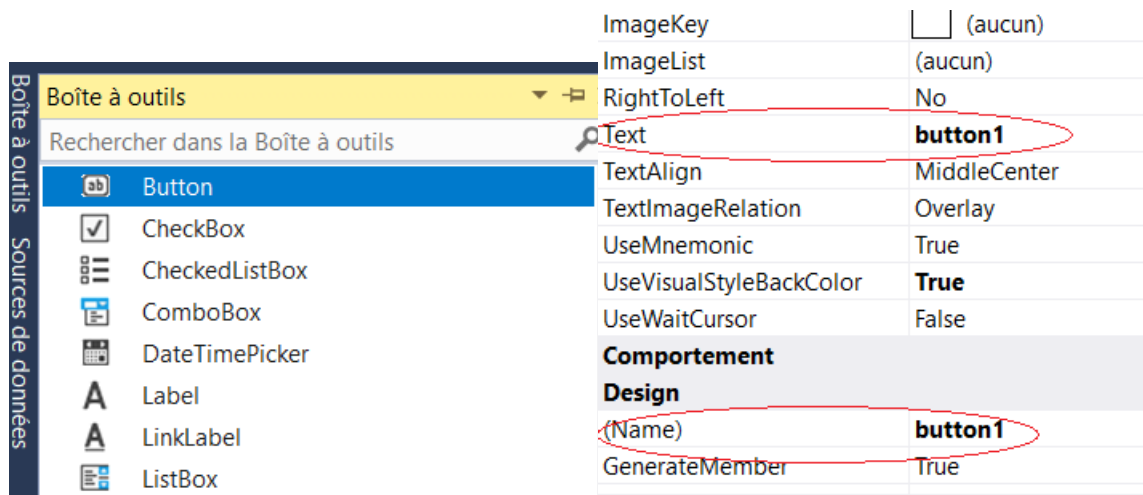 Boîte à outils
Sources de données
Boîte à outils
Rechercher dans la Boîte à outils
Button
CheckBox
CheckedListBox
ComboBox
DateTimePicker
Label
LinkLabel
ListBox
ImageKey (aucun)
ImageList (aucun)
RightToLeft No
Text button1
TextAlign MiddleCenter
TextImageRelation Overlay
UseMnemonic True
UseVisualStyleBackColor True
UseWaitCursor False
Comportement
Design
(Name) button1
GenerateMember True